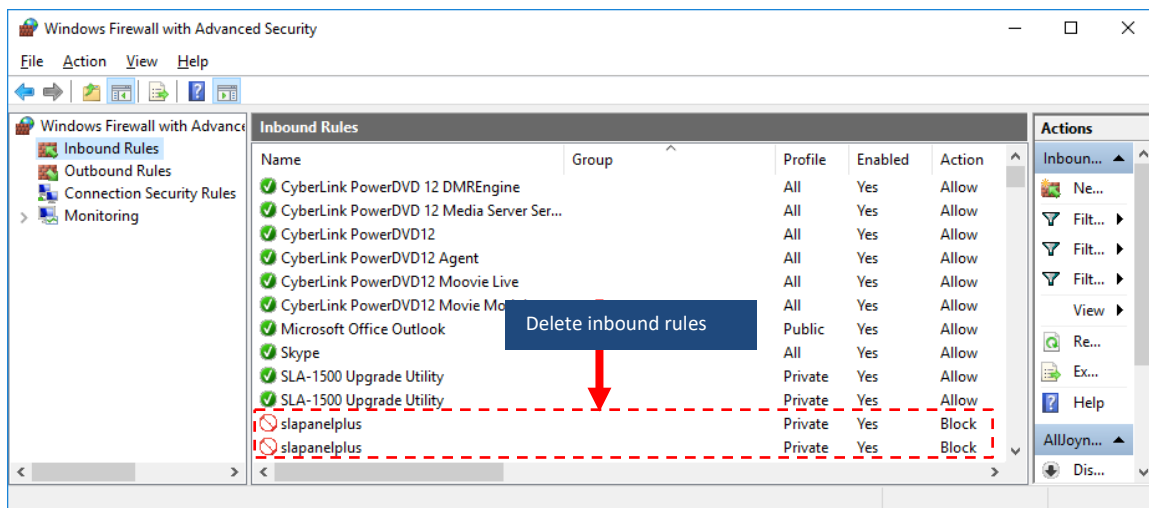 Windows Firewall with Advanced Security
File Action View Help
Windows Firewall with Advance
Inbound Rules
Outbound Rules
Connection Security Rules
Monitoring
Inbound Rules
Name Group Profile Enabled Action
CyberLink PowerDVD 12 DMREngine All Yes Allow
CyberLink PowerDVD 12 Media Server Ser... All Yes Allow
CyberLink PowerDVD12 All Yes Allow
CyberLink PowerDVD12 Agent All Yes Allow
CyberLink PowerDVD12 Moovie Live All Yes Allow
CyberLink PowerDVD12 Movie All Yes Allow
Microsoft Office Outlook Public Yes Allow
Skype All Yes Allow
SLA-1500 Upgrade Utility Private Yes Allow
SLA-1500 Upgrade Utility Private Yes Allow
slapanelplus Private Yes Block
slapanelplus Private Yes Block
Delete inbound rules
Actions
Inboun...
Ne...
Filt...
Filt...
Filt...
View
Re...
Ex...
Help
AllJoyn...
Dis...